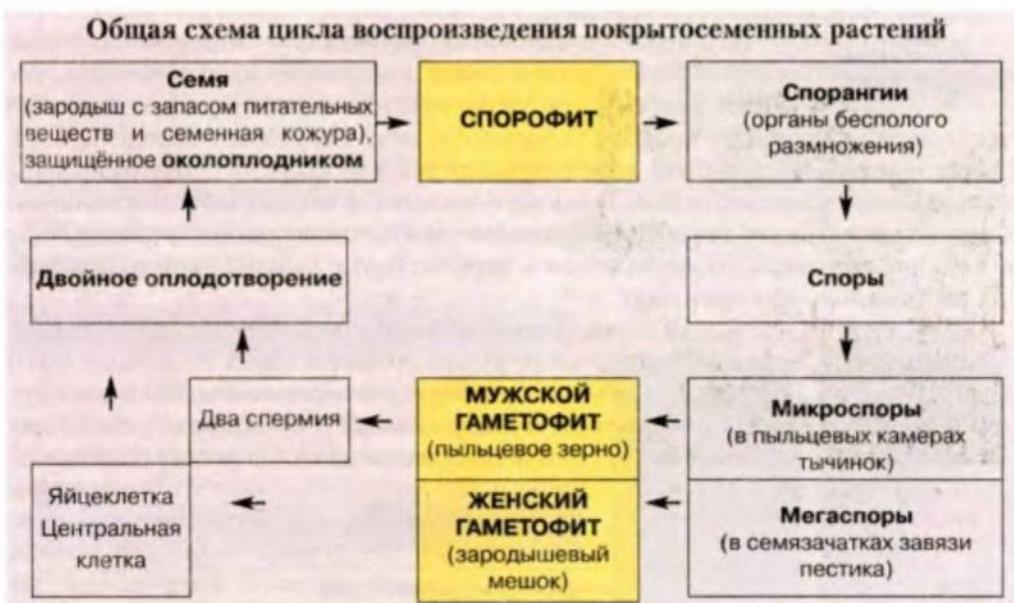 Общая схема цикла воспроизведения покрытосеменных растений
Семя
(зародыш с запасом питательных
веществ и семенная кожура),
защищённое околоплодником
СПОРОФИТ
Спорангии
(органы бесполого
размножения)
Двойное оплодотворение
Споры
Два спермия
МУЖСКОЙ
ГАМЕТОФИТ
(пыльцевое зерно)
Микроспоры
(в пыльцевых камерах
тычинок)
Яйцеклетка
Центральная
клетка
ЖЕНСКИЙ
ГАМЕТОФИТ
(зародышевый
мешок)
Мегаспоры
(в семязачатках завязи
пестика)